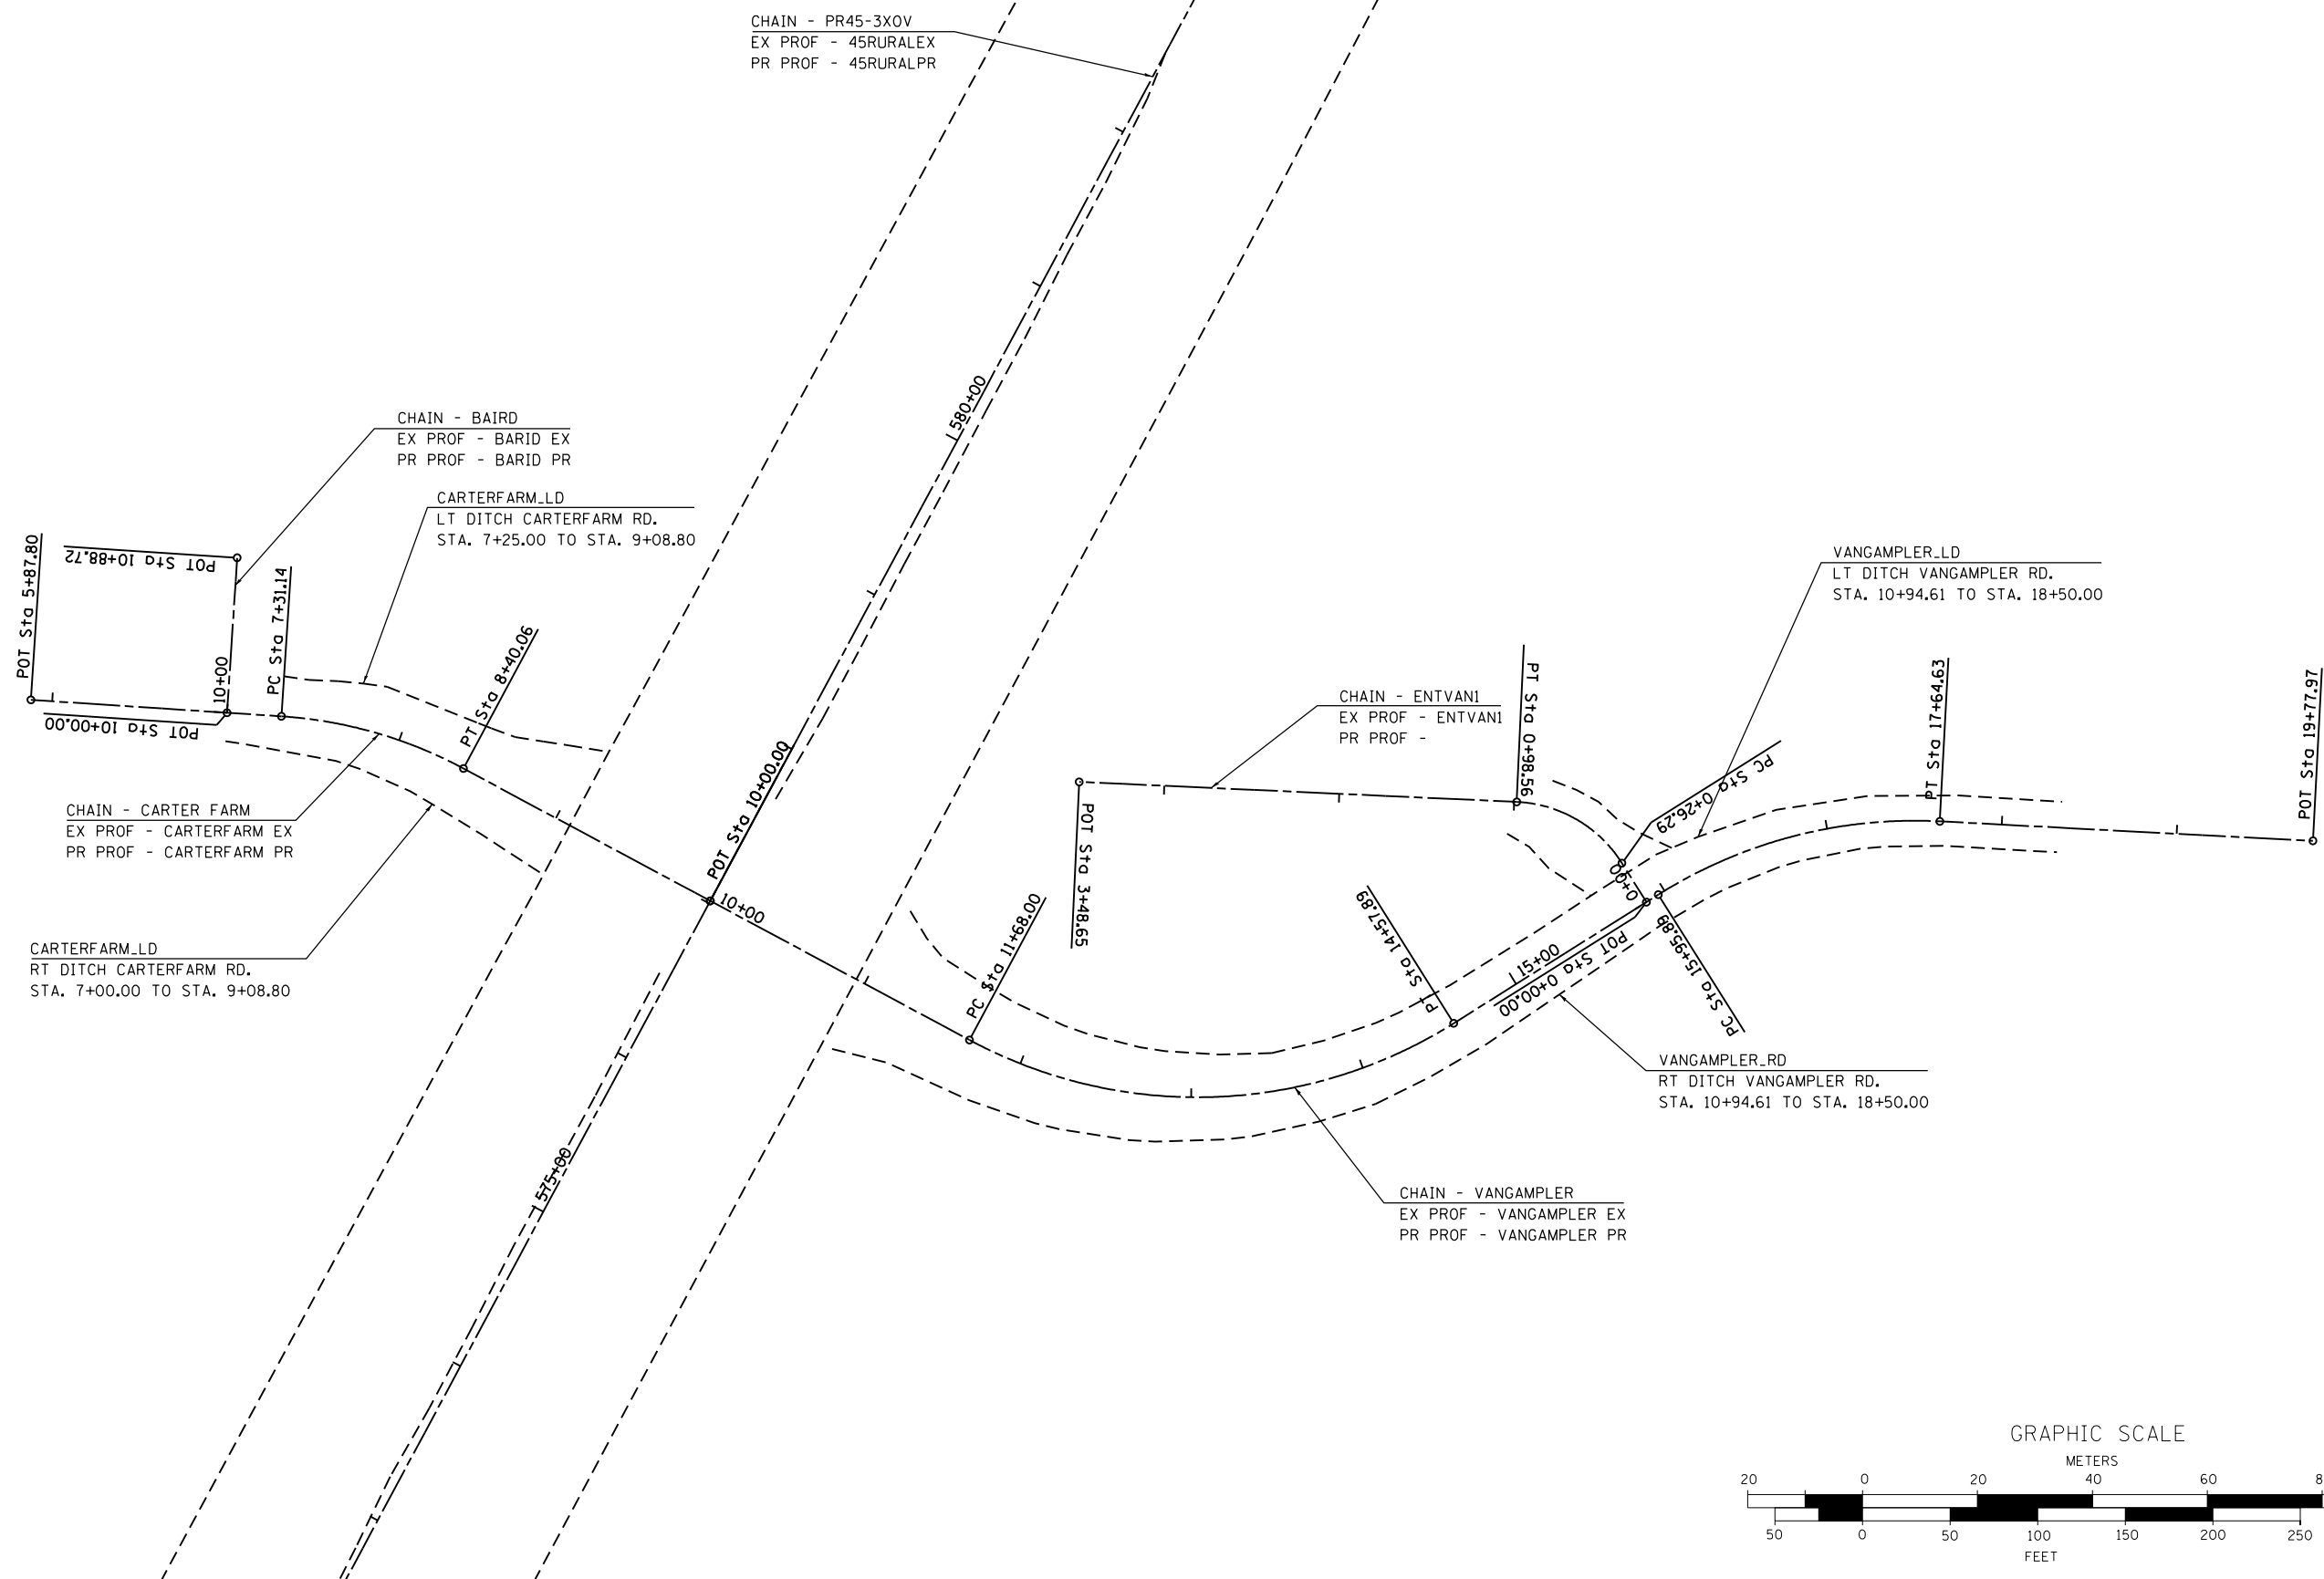 CHAIN - PR45-3XOV
EX PROF - 45RURALEX
PR PROF - 45RURALPR
580+00
CHAIN - BAIRD
EX PROF - BARID EX
PR PROF - BARID PR
CARTERFARM_LD
LT DITCH CARTERFARM RD.
STA. 7+25.00 TO STA. 9+08.80
POT Sta 5+87.80
POT Sta 10+88.72
10+00
POT Sta 10+00.00
PC Sta 7+31.14
PT Sta 8+40.06
CHAIN - CARTER FARM
EX PROF - CARTERFARM EX
PR PROF - CARTERFARM PR
CARTERFARM_LD
RT DITCH CARTERFARM RD.
STA. 7+00.00 TO STA. 9+08.80
POT Sta 10+00.00
10+00
575+00
PC Sta 11+68.00
POT Sta 3+48.65
CHAIN - ENTVAN1
EX PROF - ENTVAN1
PR PROF -
PT Sta 0+98.56
PC Sta 0+26.29
0+00
POT Sta 0+00.00
PT Sta 14+57.89
15+00
PC Sta 15+95.89
VANGAMPLER_LD
LT DITCH VANGAMPLER RD.
STA. 10+94.61 TO STA. 18+50.00
PT Sta 17+64.63
POT Sta 19+77.97
VANGAMPLER_RD
RT DITCH VANGAMPLER RD.
STA. 10+94.61 TO STA. 18+50.00
CHAIN - VANGAMPLER
EX PROF - VANGAMPLER EX
PR PROF - VANGAMPLER PR
GRAPHIC SCALE
METERS
20 0 20 40 60 8
50 0 50 100 150 200 250
FEET